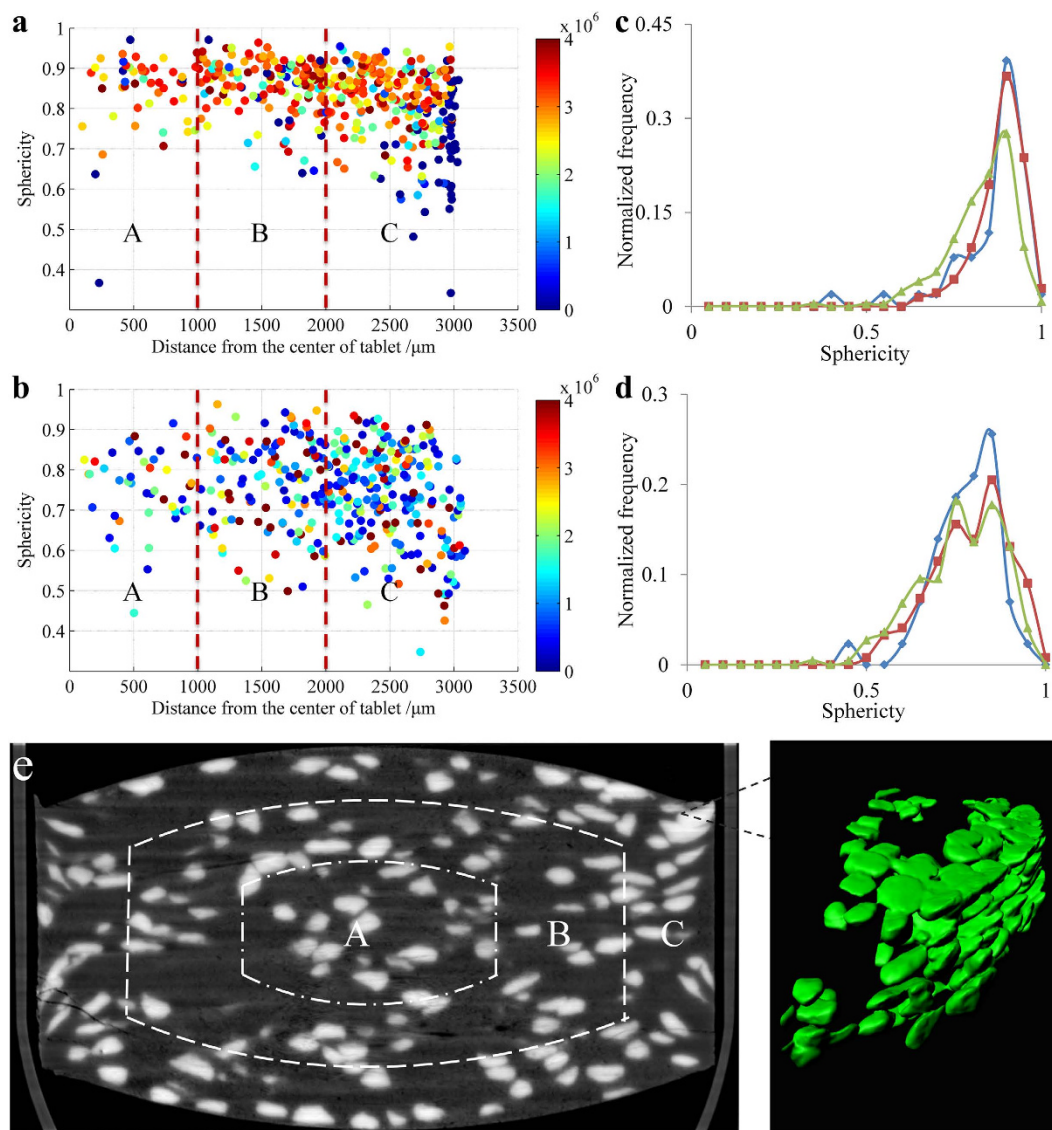 a
x 10^6
1
0.9
0.8
0.7
0.6
0.5
0.4
Sphericity
A B C
4
3
2
1
0
0 500 1000 1500 2000 2500 3000 3500
Distance from the center of tablet /μm
c
0.45
0.3
0.15
0
Normalized frequency
0.5 1
Sphericity
b
x 10^6
1
0.9
0.8
0.7
0.6
0.5
0.4
Sphericity
A B C
4
3
2
1
0
0 500 1000 1500 2000 2500 3000 3500
Distance from the center of tablet /μm
d
0.3
0.2
0.1
0
Normalized frequency
0 0.5 1
Sphericty
e
A B C